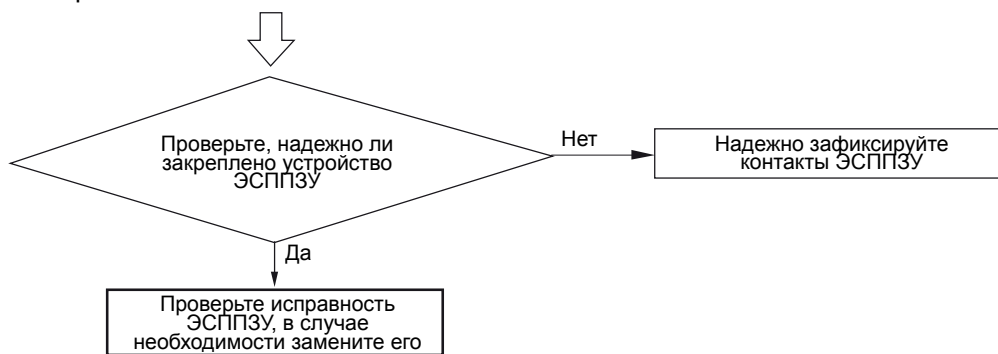 Проверьте, надежно ли
закреплено устройство
ЭСППЗУ
Нет
Надежно зафиксируйте
контакты ЭСППЗУ
Да
Проверьте исправность
ЭСППЗУ, в случае
необходимости замените его